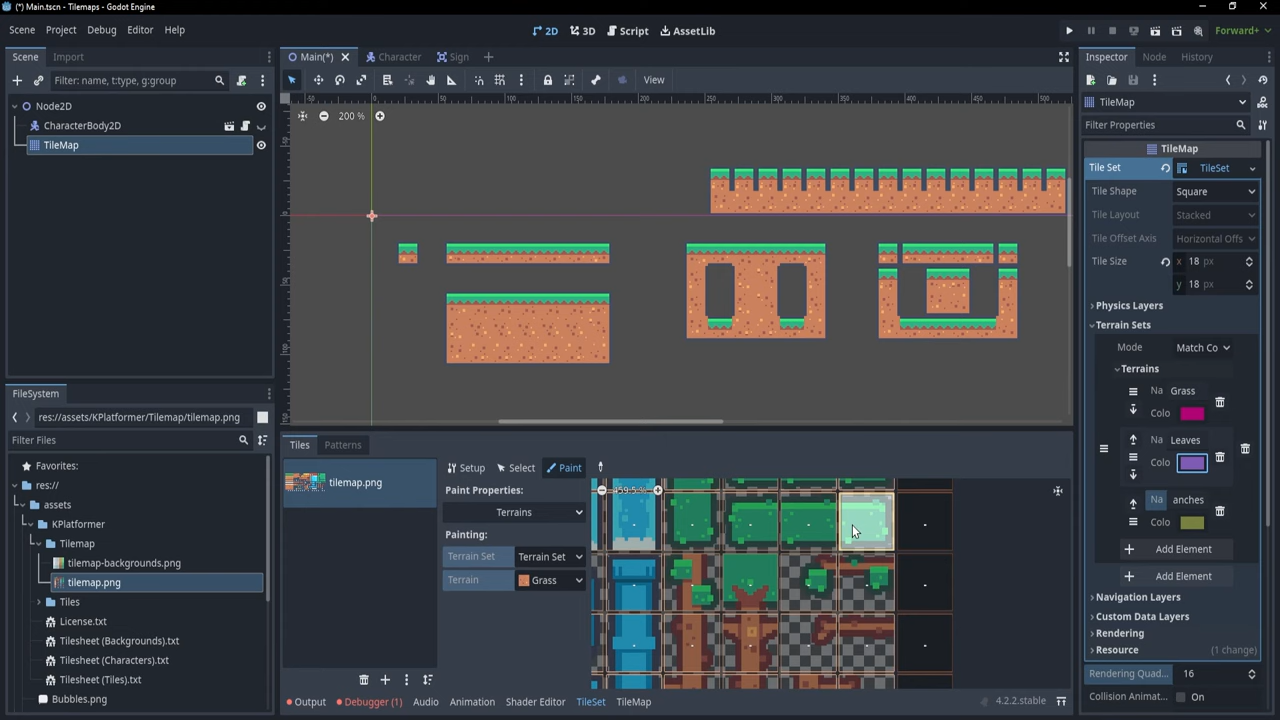 (*) Main.tscn - Tilemaps - Godot Engine
Scene Project Debug Editor Help
2D 3D Script AssetLib
Forward+
Scene Import
Main(*) Character Sign
Inspector Node History
Filter: name, t:type, g:group
View
TileMap
Node2D
CharacterBody2D
TileMap
200 %
Filter Properties
TileMap
Tile Set TileSet
Tile Shape Square
Tile Layout Stacked
Tile Offset Axis Horizontal Offs
Tile Size x 18 px
y 18 px
Physics Layers
Terrain Sets
Mode Match Co
Terrains
Na Grass
Colo
Na Leaves
Colo
Na anches
Colo
Add Element
Add Element
Navigation Layers
Custom Data Layers
Rendering
Resource (1 change)
Rendering Quad... 16
Collision Animat... On
FileSystem
res://assets/KPlatformer/Tilemap/tilemap.png
Filter Files
Favorites:
res://
assets
KPlatformer
Tilemap
tilemap-backgrounds.png
tilemap.png
Tiles
License.txt
Tilesheet (Backgrounds).txt
Tilesheet (Characters).txt
Tilesheet (Tiles).txt
Bubbles.png
Tiles Patterns
tilemap.png
Setup Select Paint
Paint Properties:
Terrains
Painting:
Terrain Set Terrain Set
Terrain Grass
Output Debugger (1) Audio Animation Shader Editor TileSet TileMap
4.2.2.stable